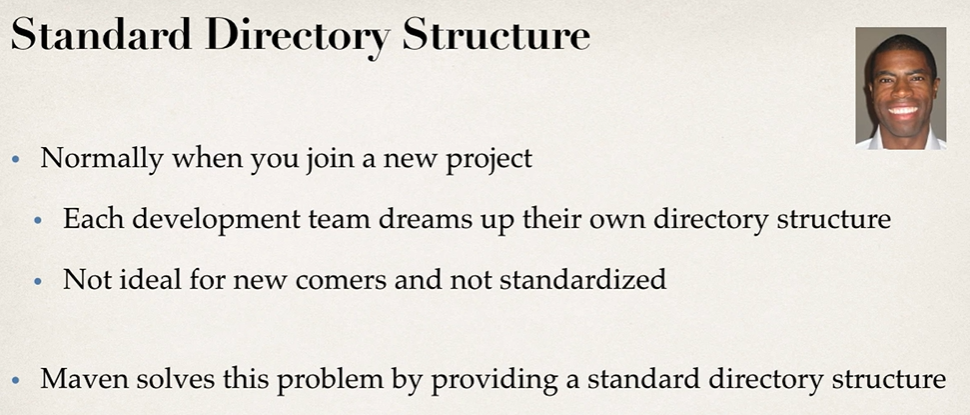 Standard Directory Structure
• Normally when you join a new project
• Each development team dreams up their own directory structure
• Not ideal for new comers and not standardized
• Maven solves this problem by providing a standard directory structure